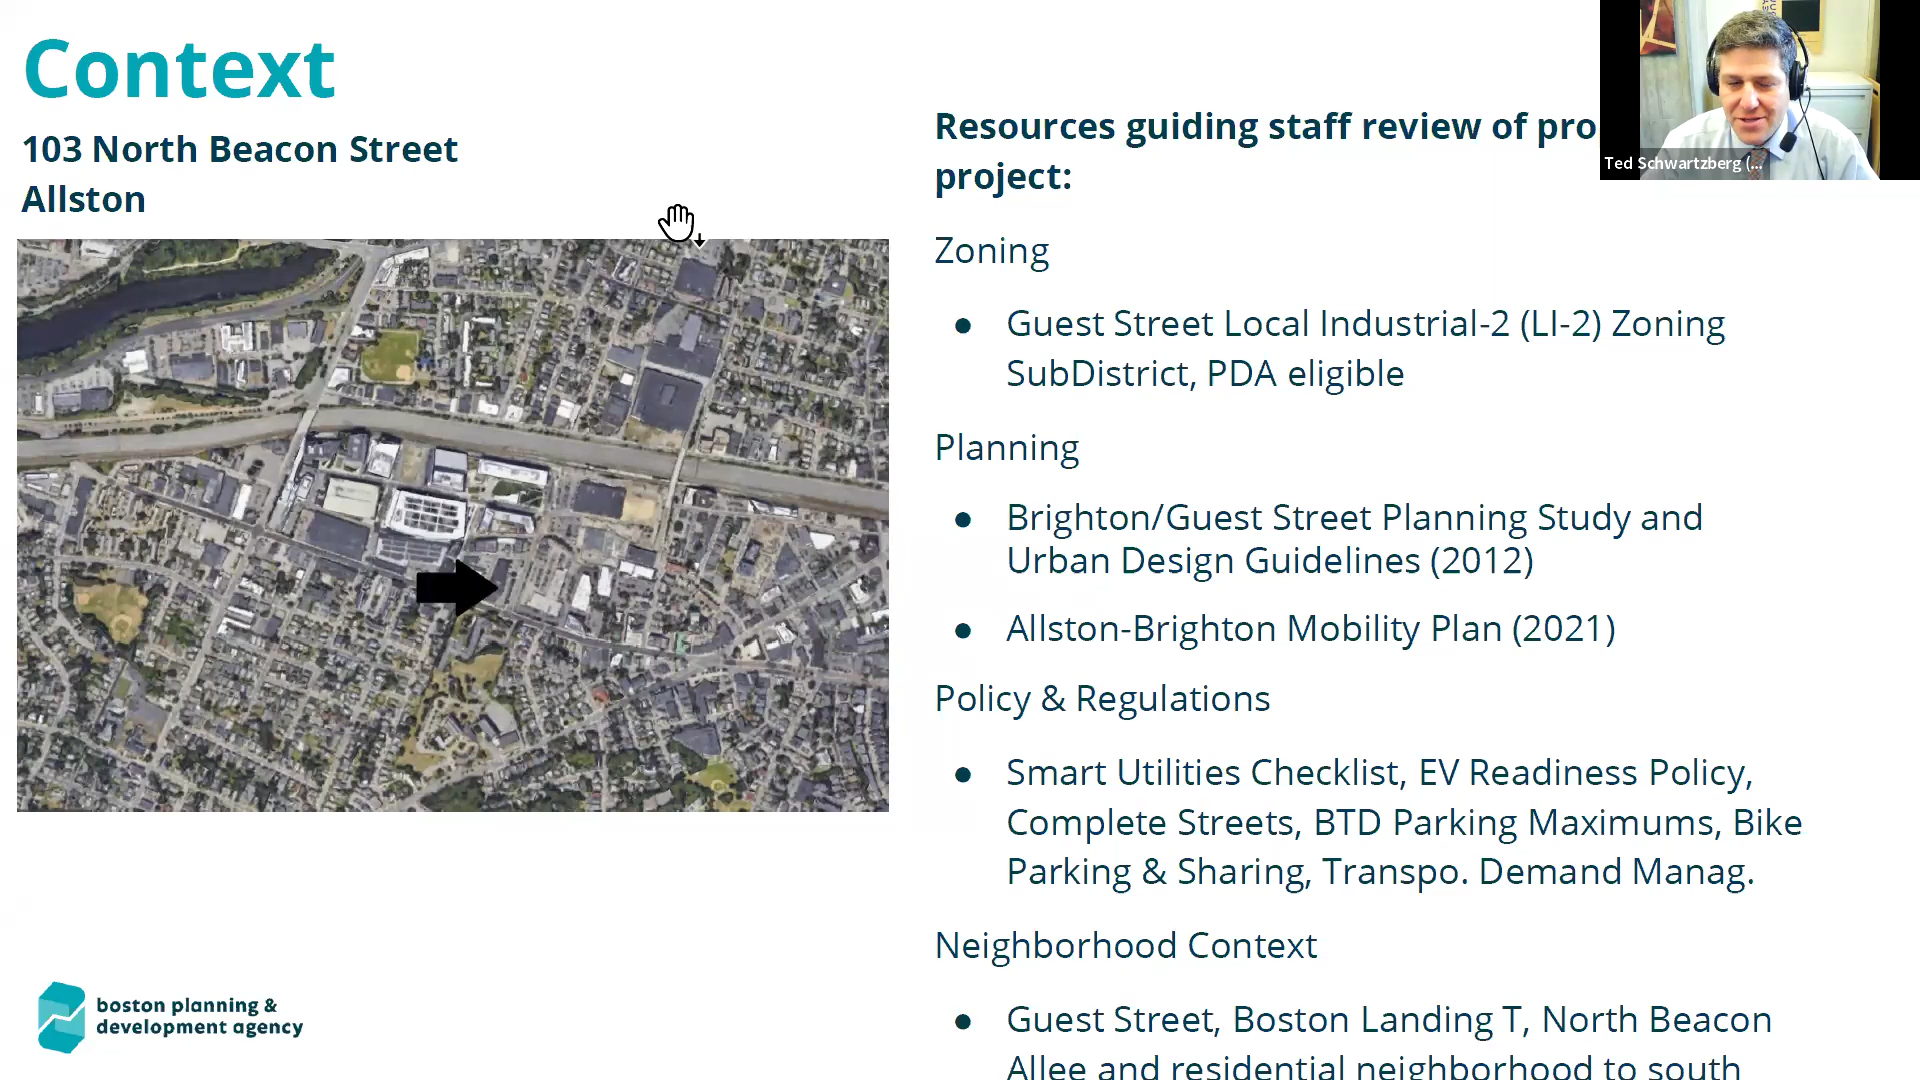 Context
103 North Beacon Street
Allston
Resources guiding staff review of pro
project:
Ted Schwartzberg (...
Zoning
● Guest Street Local Industrial-2 (LI-2) Zoning
SubDistrict, PDA eligible
Planning
● Brighton/Guest Street Planning Study and
Urban Design Guidelines (2012)
● Allston-Brighton Mobility Plan (2021)
Policy & Regulations
● Smart Utilities Checklist, EV Readiness Policy,
Complete Streets, BTD Parking Maximums, Bike
Parking & Sharing, Transpo. Demand Manag.
Neighborhood Context
● Guest Street, Boston Landing T, North Beacon
Allee and residential neighborhood to south
boston planning &
development agency